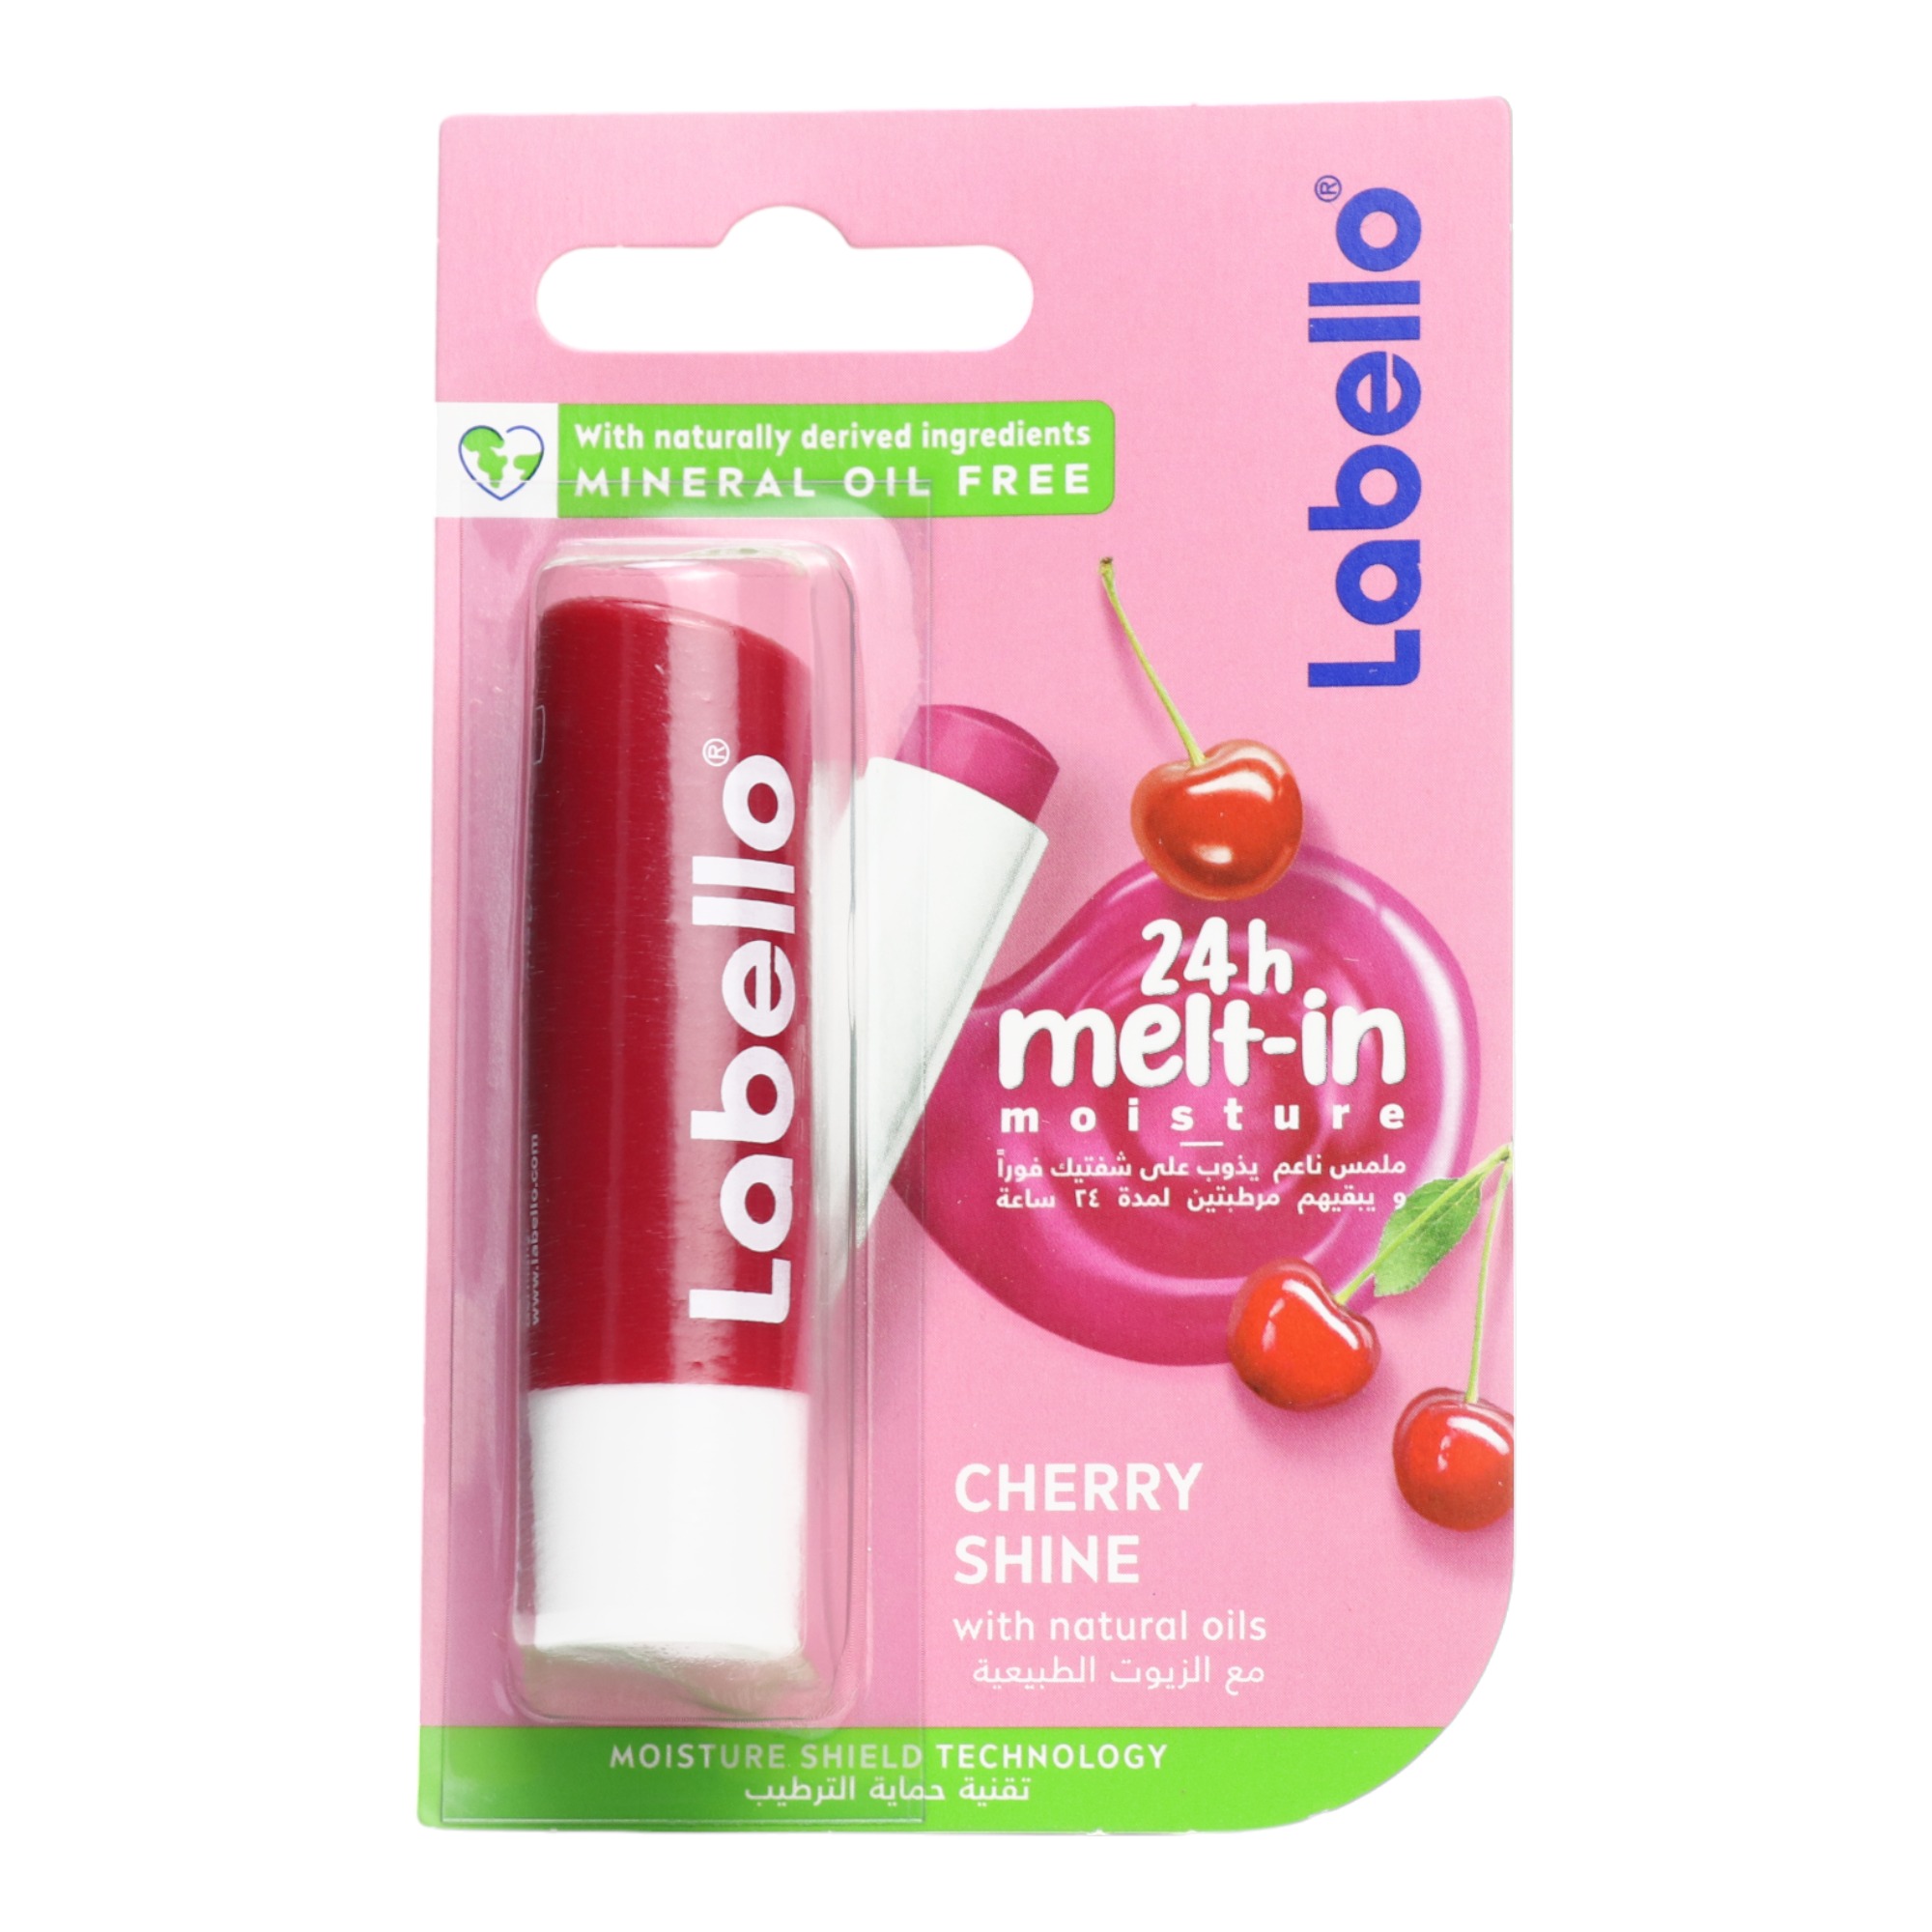 Labello®
With naturally derived ingredients
MINERAL OIL FREE
Labello®
www.labello.com
24h
melt-in
moisture
ملمس ناعم يذوب على شفتيك فوراً
و يبقيهم مرطبتين لمدة ٢٤ ساعة
CHERRY
SHINE
with natural oils
مع الزيوت الطبيعية
MOISTURE SHIELD TECHNOLOGY
تقنية حماية الترطيب